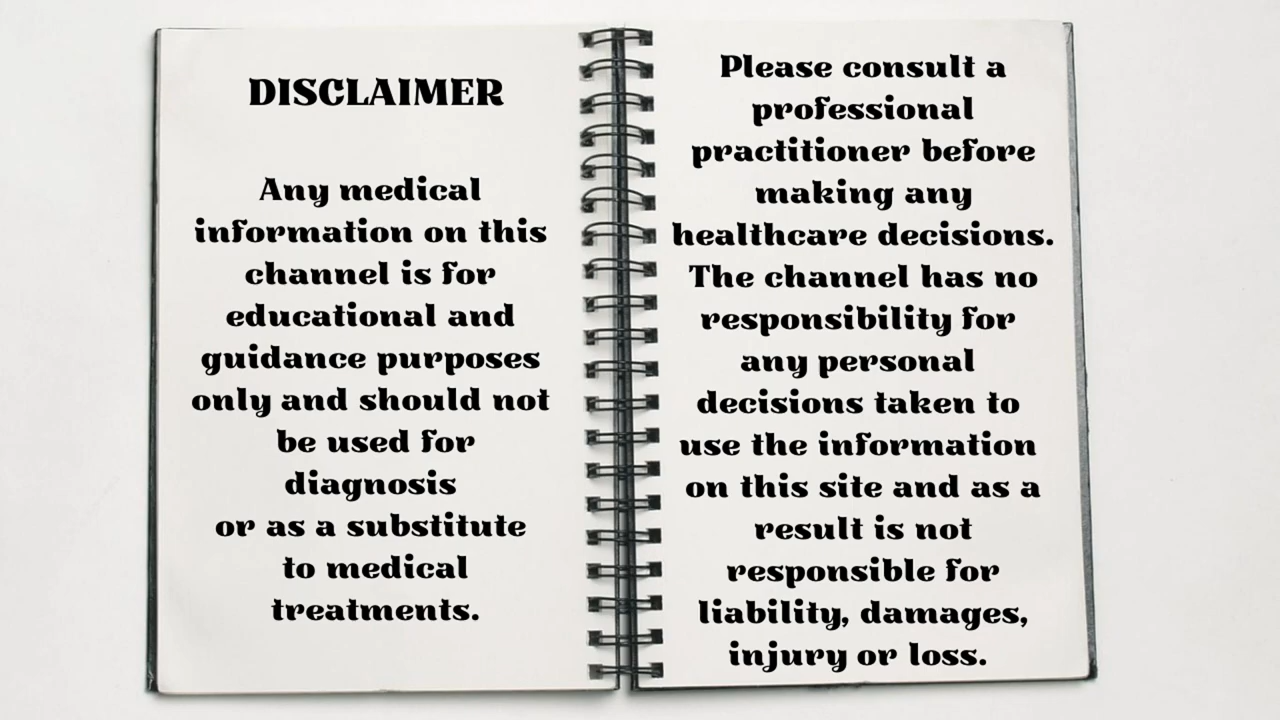 DISCLAIMER
Any medical
information on this
channel is for
educational and
guidance purposes
only and should not
be used for
diagnosis
or as a substitute
to medical
treatments.
Please consult a
professional
practitioner before
making any
healthcare decisions.
The channel has no
responsibility for
any personal
decisions taken to
use the information
on this site and as a
result is not
responsible for
liability, damages,
injury or loss.